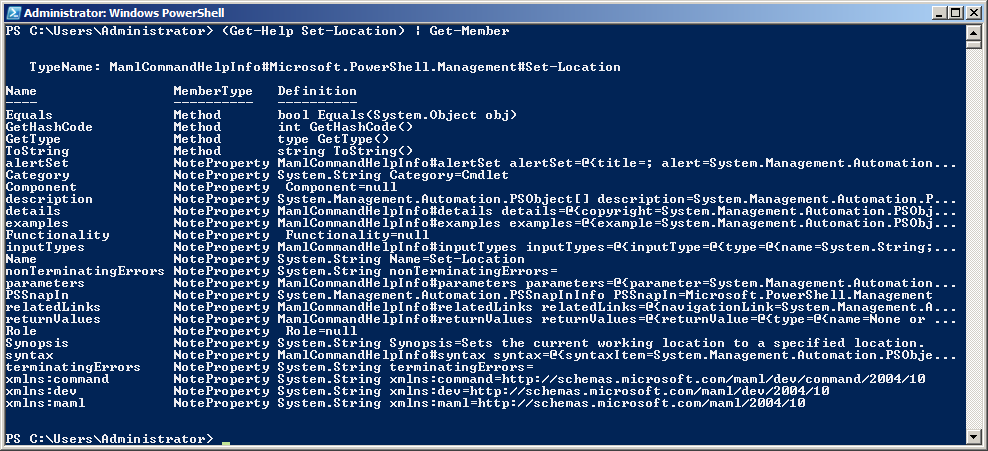 Administrator: Windows PowerShell
PS C:\Users\Administrator> (Get-Help Set-Location) | Get-Member
TypeName: MamlCommandHelpInfo#Microsoft.PowerShell.Management#Set-Location
Name MemberType Definition
---- ---------- ----------
Equals Method bool Equals(System.Object obj)
GetHashCode Method int GetHashCode()
GetType Method type GetType()
ToString Method string ToString()
alertSet NoteProperty MamlCommandHelpInfo#alertSet alertSet=@{title=; alert=System.Management.Automation...
Category NoteProperty System.String Category=Cmdlet
Component NoteProperty Component=null
description NoteProperty System.Management.Automation.PSObject[] description=System.Management.Automation.P...
details NoteProperty MamlCommandHelpInfo#details details=@{copyright=System.Management.Automation.PSObj...
examples NoteProperty MamlCommandHelpInfo#examples examples=@{example=System.Management.Automation.PSObj...
Functionality NoteProperty Functionality=null
inputTypes NoteProperty MamlCommandHelpInfo#inputTypes inputTypes=@{inputType=@{type=@{name=System.String;...
Name NoteProperty System.String Name=Set-Location
nonTerminatingErrors NoteProperty System.String nonTerminatingErrors=
parameters NoteProperty MamlCommandHelpInfo#parameters parameters=@{parameter=System.Management.Automation...
PSSnapIn NoteProperty System.Management.Automation.PSSnapInInfo PSSnapIn=Microsoft.PowerShell.Management
relatedLinks NoteProperty MamlCommandHelpInfo#relatedLinks relatedLinks=@{navigationLink=System.Management.A...
returnValues NoteProperty MamlCommandHelpInfo#returnValues returnValues=@{returnValue=@{type=@{name=None or ...
Role NoteProperty Role=null
Synopsis NoteProperty System.String Synopsis=Sets the current working location to a specified location.
syntax NoteProperty MamlCommandHelpInfo#syntax syntax=@{syntaxItem=System.Management.Automation.PSObje...
terminatingErrors NoteProperty System.String terminatingErrors=
xmlns:command NoteProperty System.String xmlns:command=http://schemas.microsoft.com/maml/dev/command/2004/10
xmlns:dev NoteProperty System.String xmlns:dev=http://schemas.microsoft.com/maml/dev/2004/10
xmlns:maml NoteProperty System.String xmlns:maml=http://schemas.microsoft.com/maml/2004/10
PS C:\Users\Administrator> _